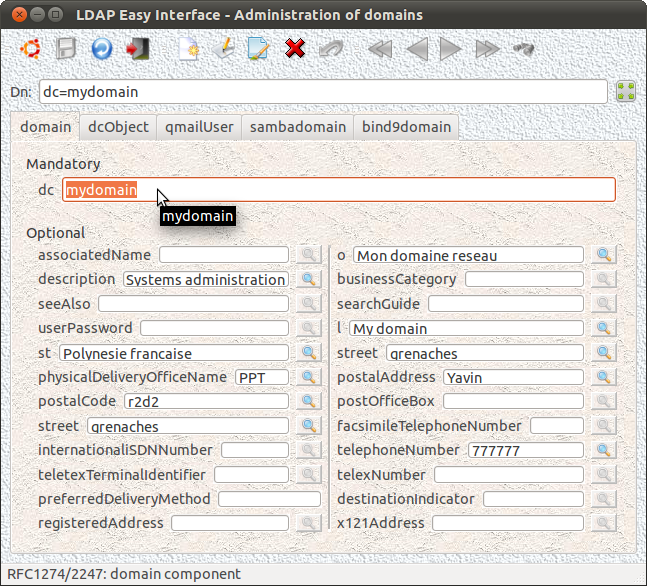 LDAP Easy Interface - Administration of domains
Dn: dc=mydomain
domain dcObject qmailUser sambadomain bind9domain
Mandatory
dc mydomain
mydomain
Optional
associatedName o Mon domaine reseau
description Systems administration businessCategory
seeAlso searchGuide
userPassword l My domain
st Polynesie francaise street grenaches
physicalDeliveryOfficeName PPT postalAddress Yavin
postalCode r2d2 postOfficeBox
street grenaches facsimileTelephoneNumber
internationaliSDNNumber telephoneNumber 777777
teletexTerminalIdentifier telexNumber
preferredDeliveryMethod destinationIndicator
registeredAddress x121Address
RFC1274/2247: domain component